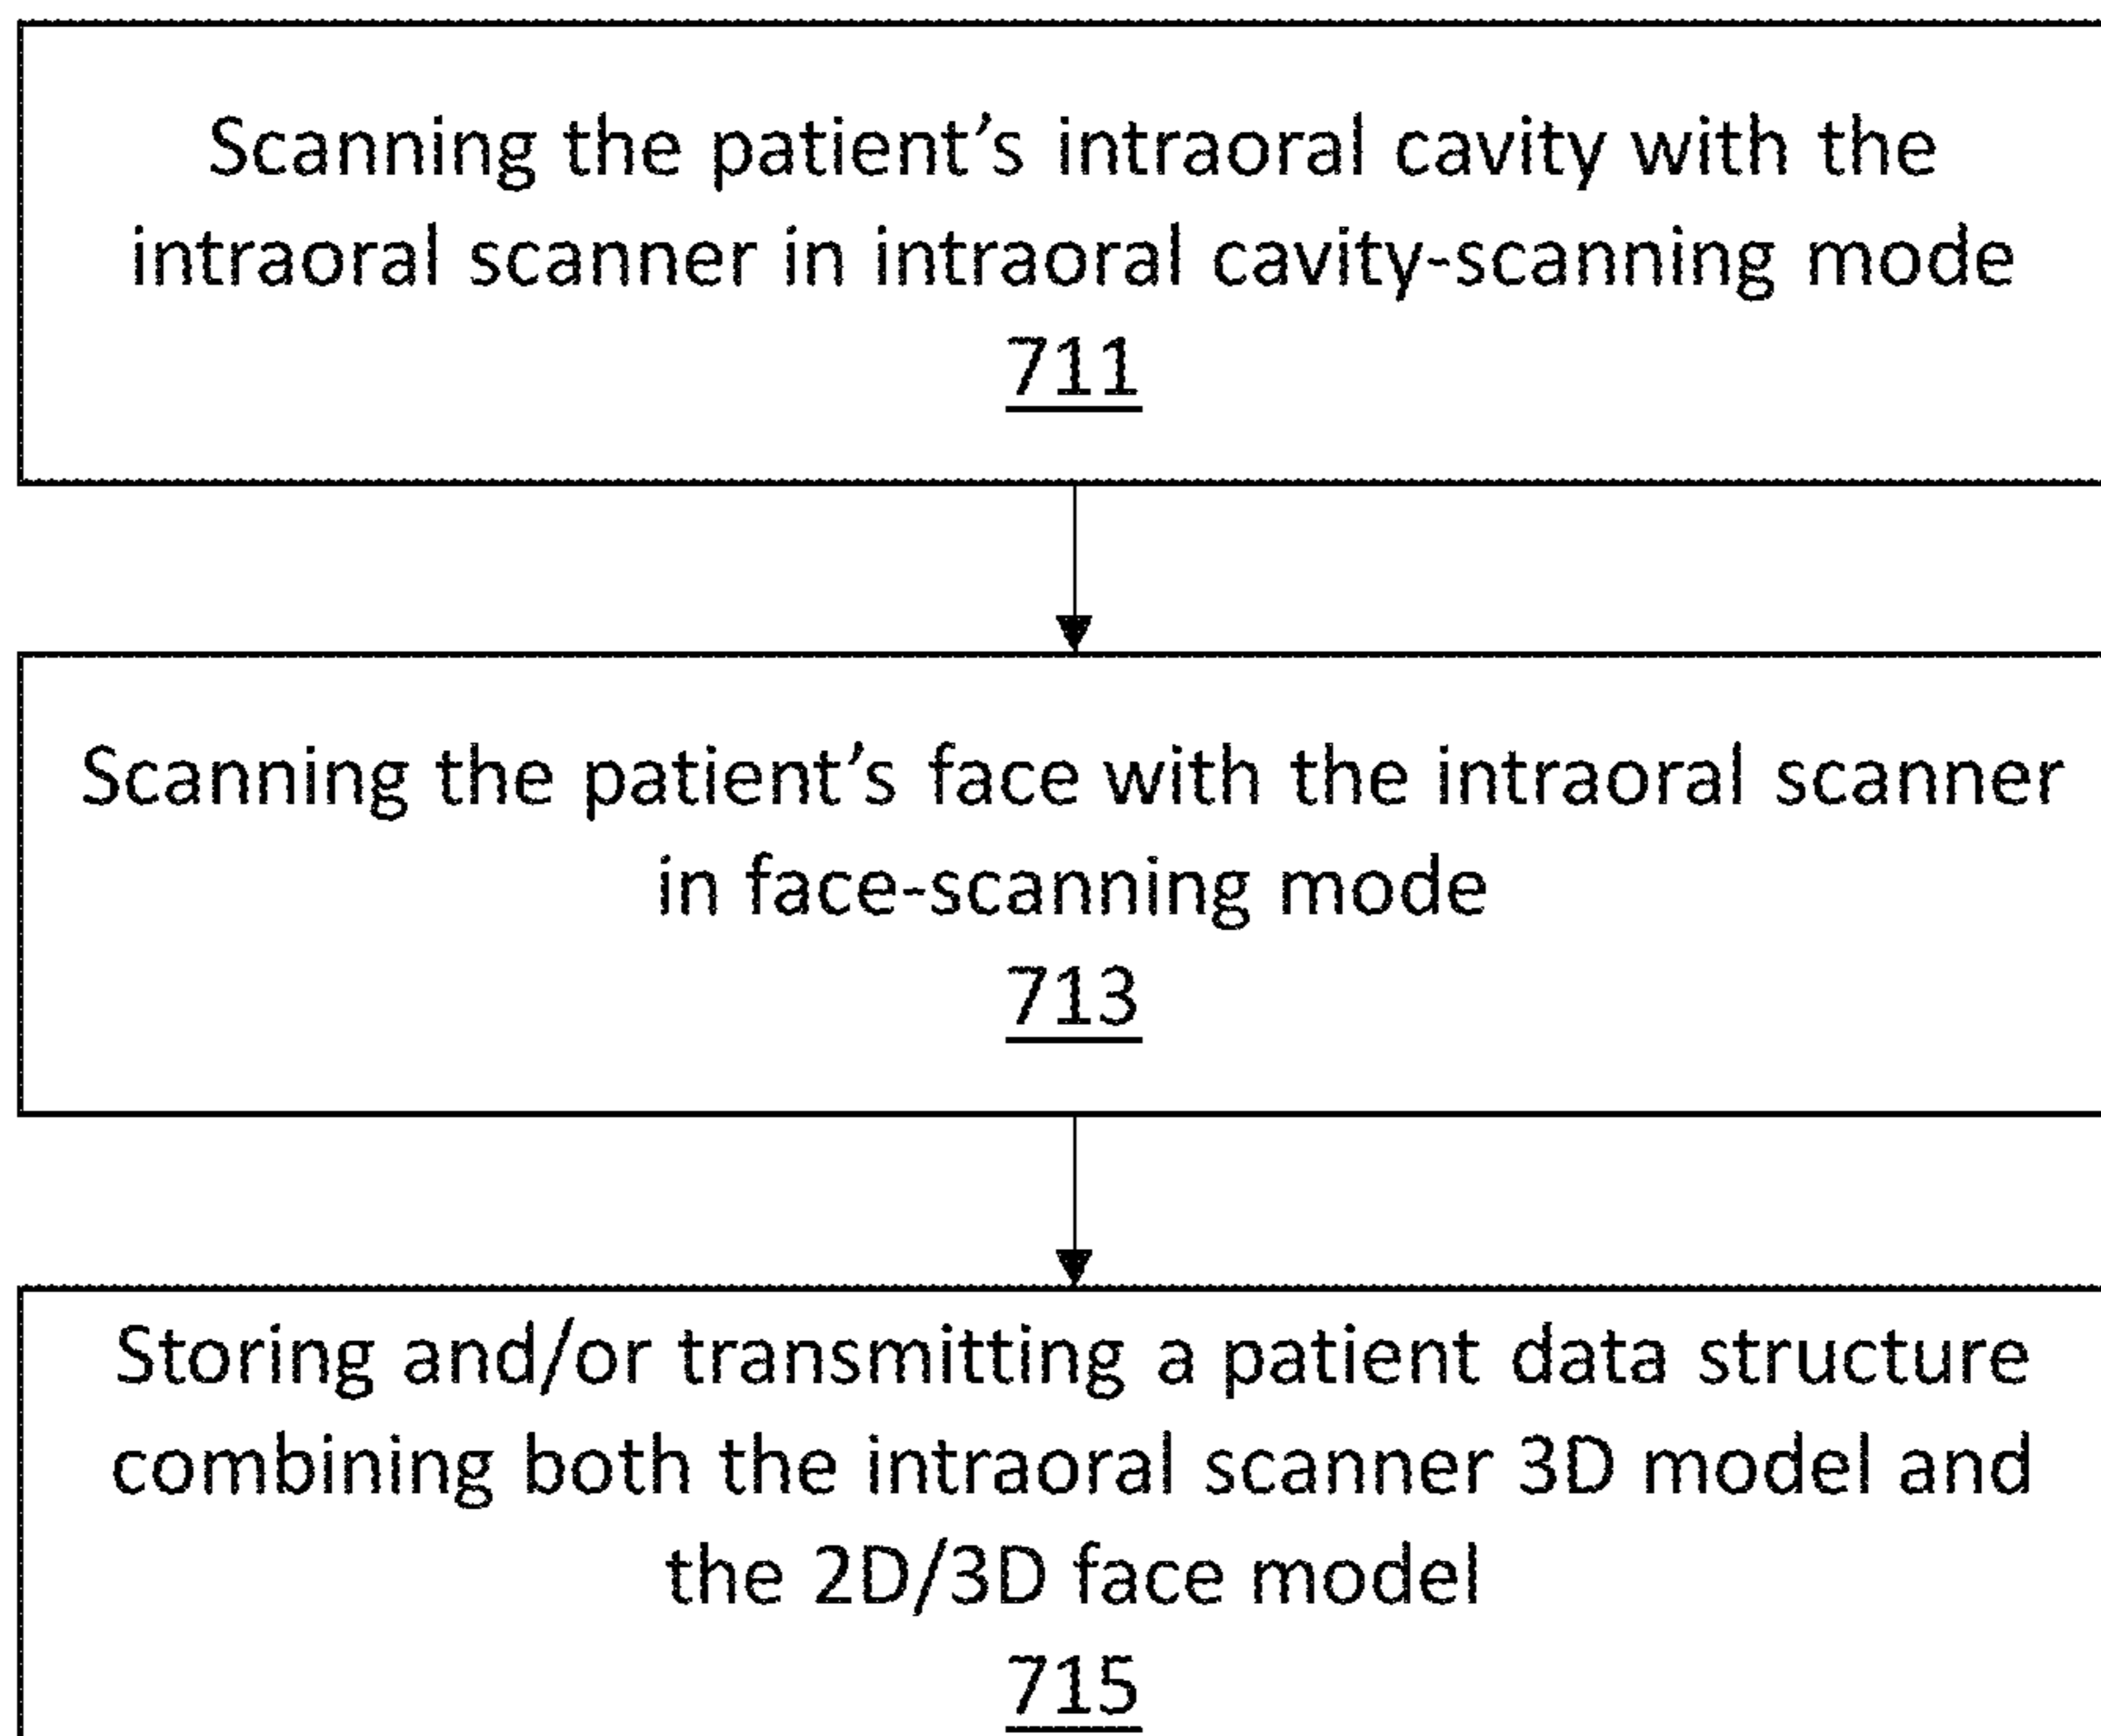 Scanning the patient’s intraoral cavity with the
intraoral scanner in intraoral cavity-scanning mode
711
Scanning the patient’s face with the intraoral scanner
in face-scanning mode
713
Storing and/or transmitting a patient data structure
combining both the intraoral scanner 3D model and
the 2D/3D face model
715